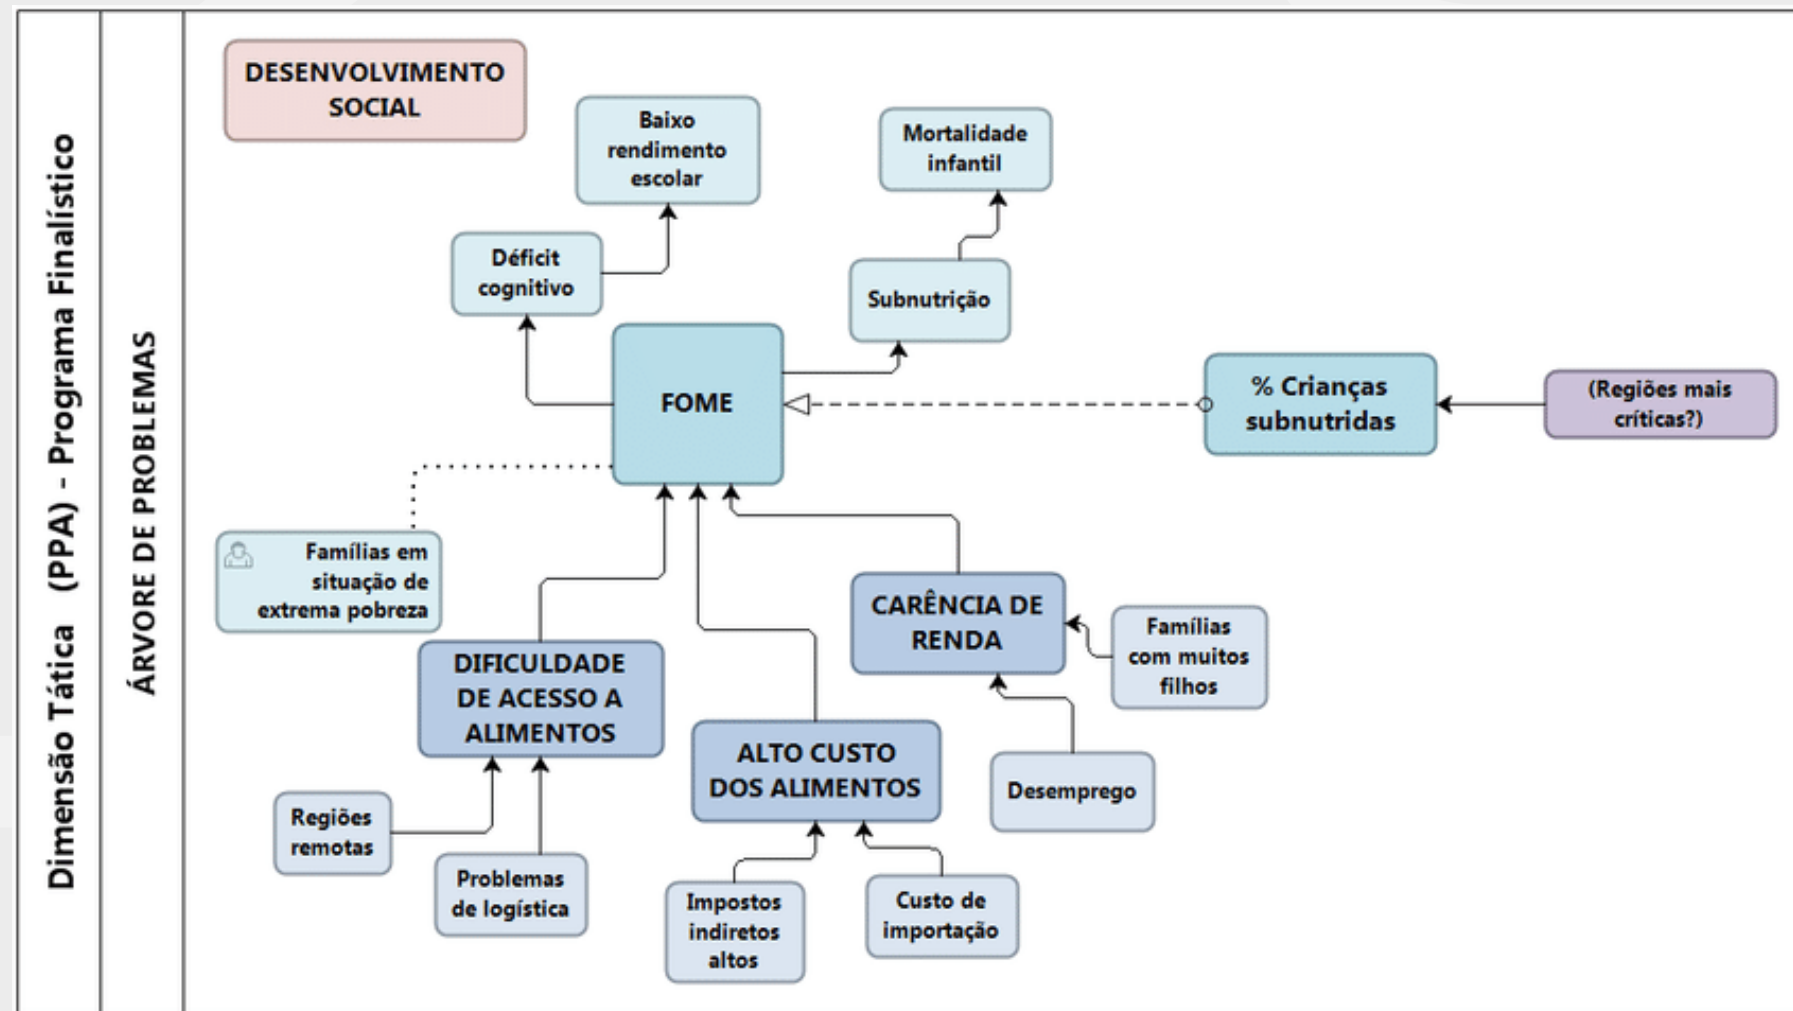 Dimensão Tática (PPA) - Programa Finalístico
ÁRVORE DE PROBLEMAS
DESENVOLVIMENTO
SOCIAL
Baixo
rendimento
escolar
Mortalidade
infantil
Déficit
cognitivo
Subnutrição
FOME
% Crianças
subnutridas
(Regiões mais
críticas?)
Famílias em
situação de
extrema pobreza
CARÊNCIA DE
RENDA
Famílias
com muitos
filhos
DIFICULDADE
DE ACESSO A
ALIMENTOS
ALTO CUSTO
DOS ALIMENTOS
Desemprego
Regiões
remotas
Problemas
de logística
Impostos
indiretos
altos
Custo de
importação